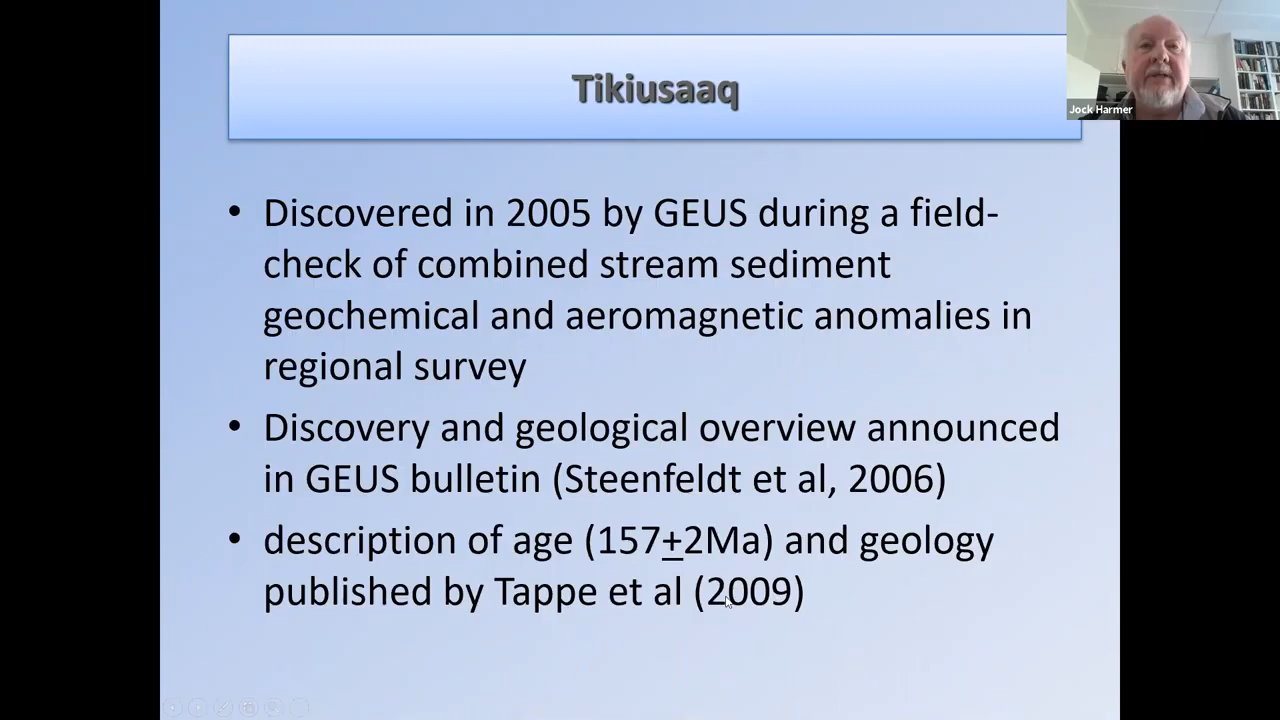 Tikiusaaq
Jock Harmer
• Discovered in 2005 by GEUS during a field-
check of combined stream sediment
geochemical and aeromagnetic anomalies in
regional survey
• Discovery and geological overview announced
in GEUS bulletin (Steenfeldt et al, 2006)
• description of age (157+2Ma) and geology
published by Tappe et al (2009)